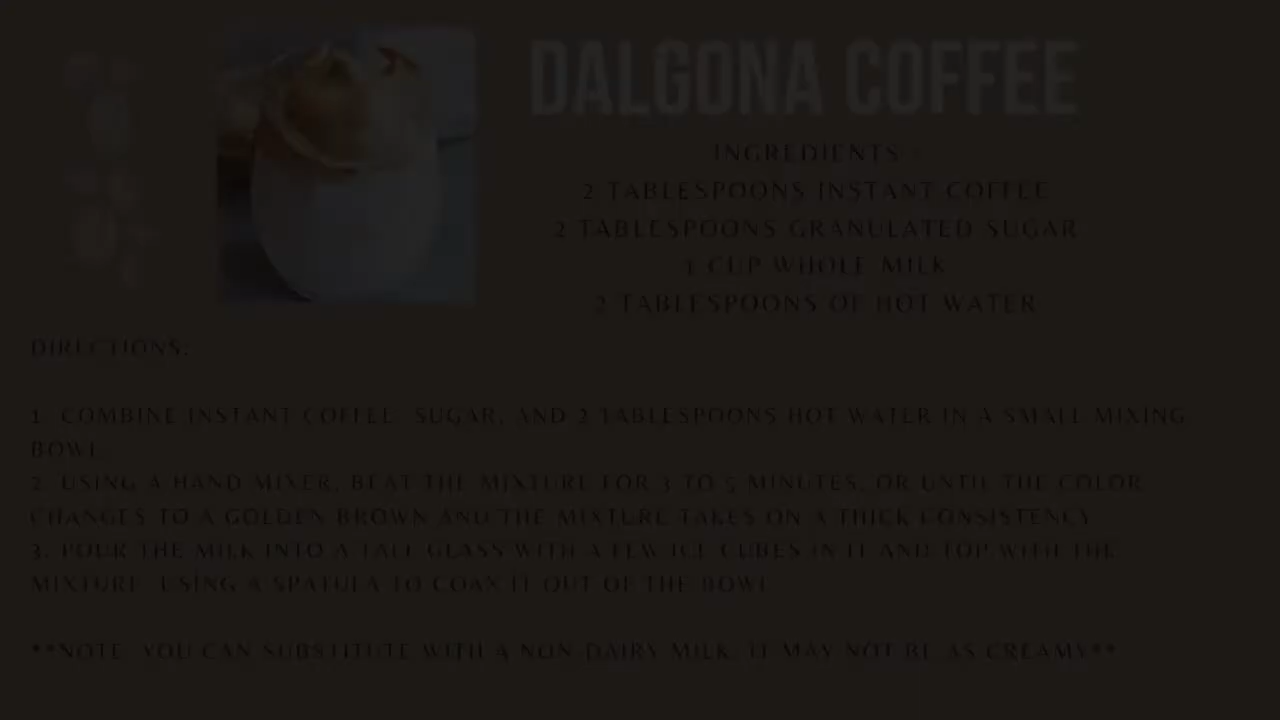 DALGONA COFFEE
INGREDIENTS :
2 TABLESPOONS INSTANT COFFEE
2 TABLESPOONS GRANULATED SUGAR
1 CUP WHOLE MILK
2 TABLESPOONS OF HOT WATER
DIRECTIONS:
1. COMBINE INSTANT COFFEE, SUGAR, AND 2 TABLESPOONS HOT WATER IN A SMALL MIXING
BOWL.
2. USING A HAND MIXER, BEAT THE MIXTURE FOR 3 TO 5 MINUTES, OR UNTIL THE COLOR
CHANGES TO A GOLDEN BROWN AND THE MIXTURE TAKES ON A THICK CONSISTENCY.
3. POUR THE MILK INTO A TALL GLASS WITH A FEW ICE CUBES IN IT AND TOP WITH THE
MIXTURE, USING A SPATULA TO COAX IT OUT OF THE BOWL.
**NOTE: YOU CAN SUBSTITUTE WITH A NON-DAIRY MILK, IT MAY NOT BE AS CREAMY**